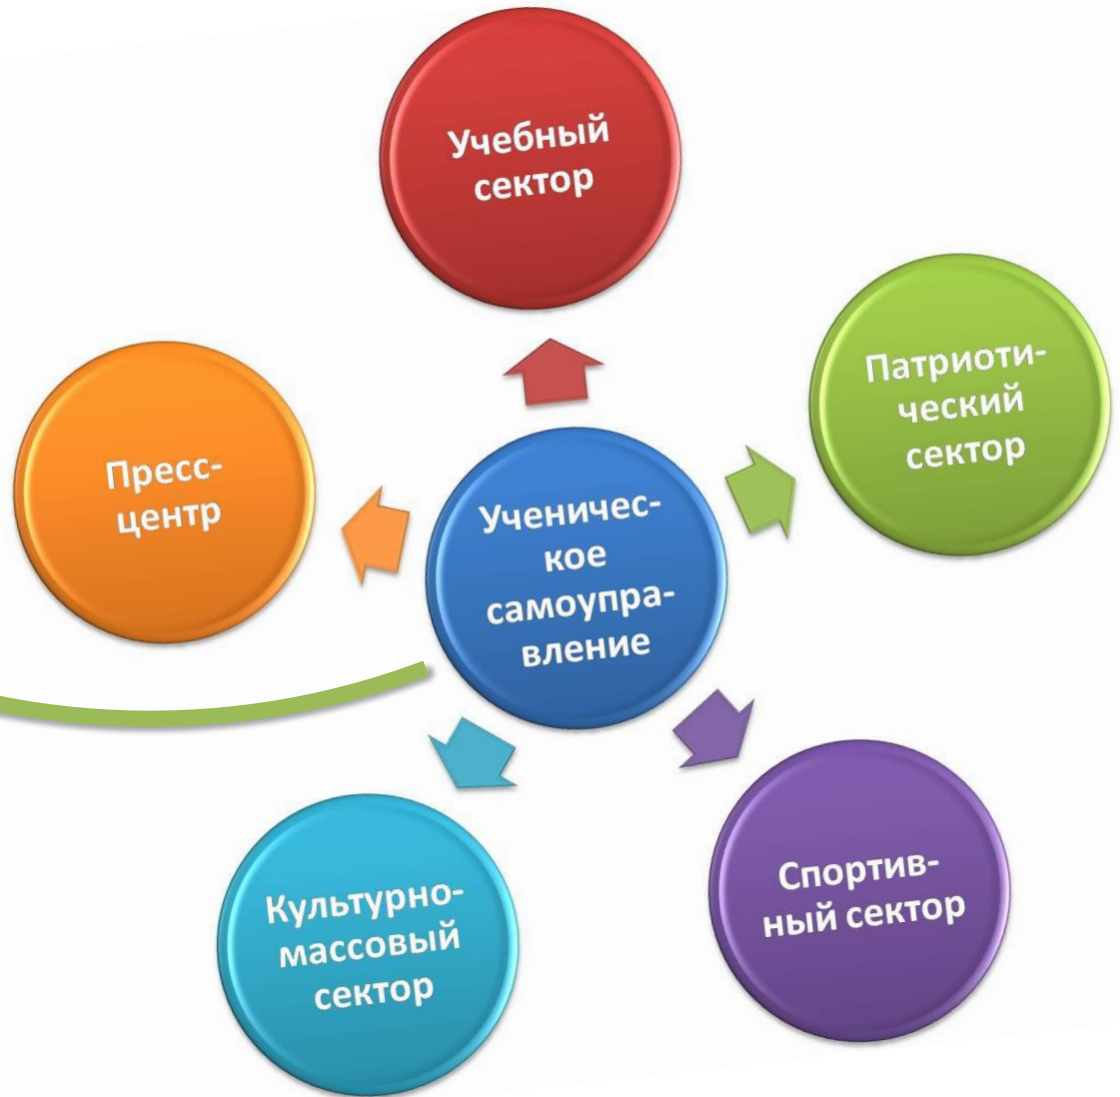 Учебный
сектор
Патриоти-
ческий
сектор
Пресс-
центр
Ученичес-
кое
самоупра-
вление
Спортив-
ный сектор
Культурно-
массовый
сектор